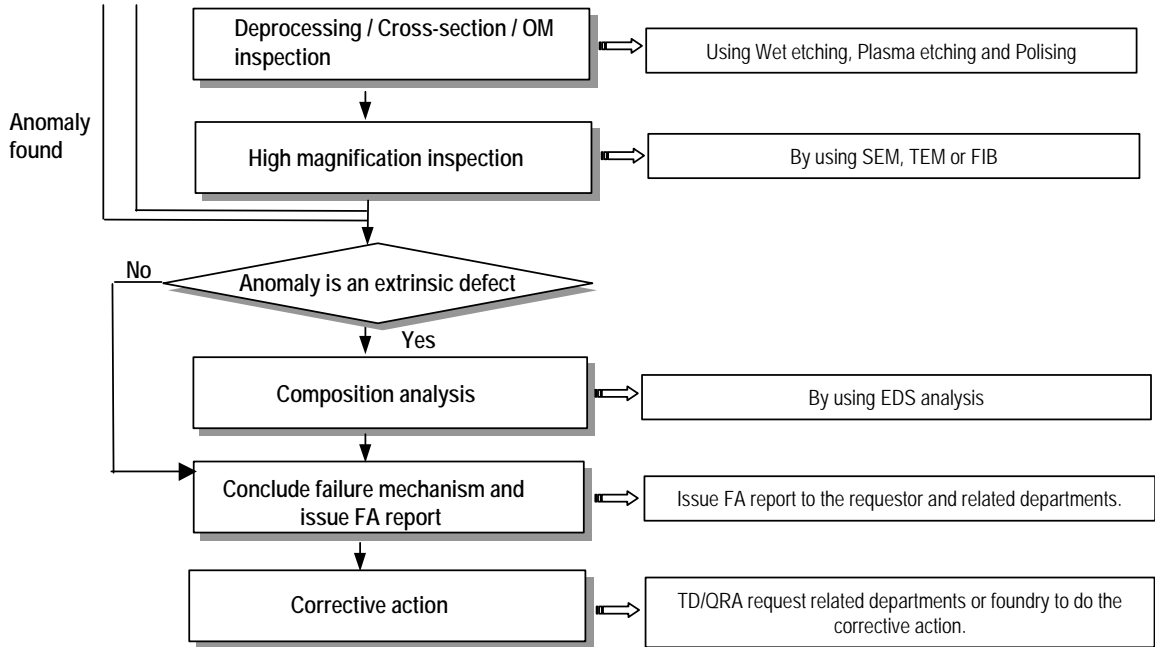 Deprocessing / Cross-section / OM
inspection
Using Wet etching, Plasma etching and Polising
Anomaly
found
High magnification inspection
By using SEM, TEM or FIB
No
Anomaly is an extrinsic defect
Yes
Composition analysis
By using EDS analysis
Conclude failure mechanism and
issue FA report
Issue FA report to the requestor and related departments.
Corrective action
TD/QRA request related departments or foundry to do the
corrective action.